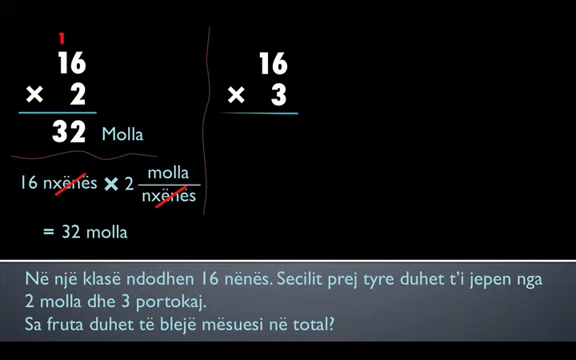 1
16
× 2
32 Molla
16 nxënës × 2 molla
nxënës
= 32 molla
16
× 3
Në një klasë ndodhen 16 nënës. Secilit prej tyre duhet t’i jepen nga
2 molla dhe 3 portokaj.
Sa fruta duhet të blejë mësuesi në total?